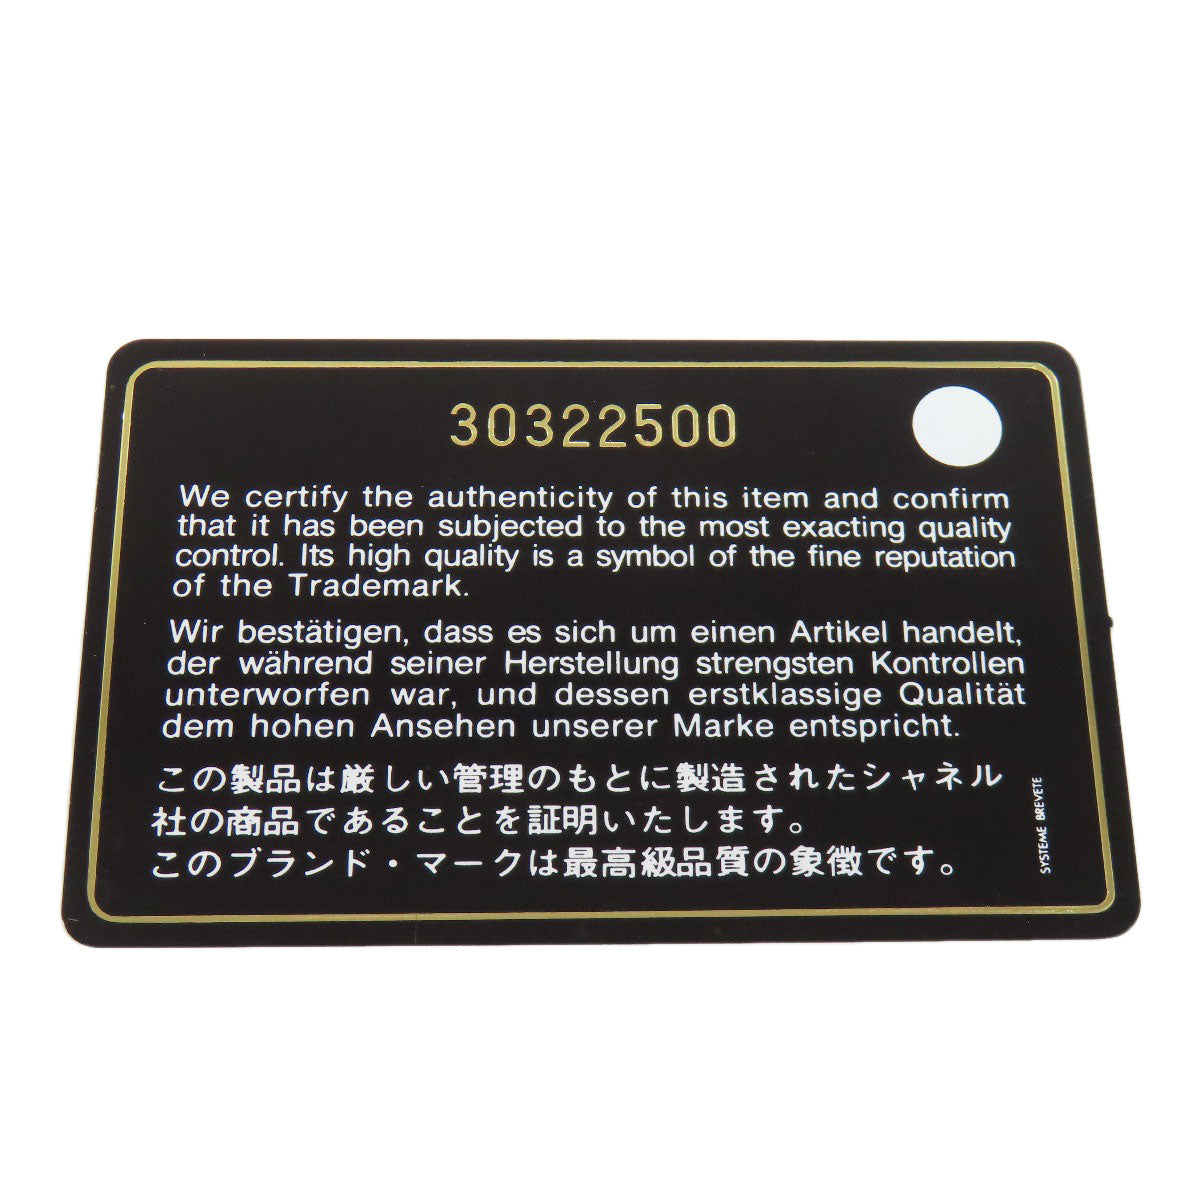 30322500
We certify the authenticity of this item and confirm
that it has been subjected to the most exacting quality
control. Its high quality is a symbol of the fine reputation
of the Trademark.
Wir bestätigen, dass es sich um einen Artikel handelt,
der während seiner Herstellung strengsten Kontrollen
unterworfen war, und dessen erstklassige Qualität
dem hohen Ansehen unserer Marke entspricht.
この製品は厳しい管理のもとに製造されたシャネル
社の商品であることを証明いたします。
このブランド・マークは最高級品質の象徴です。
SYSTEME BREVETE